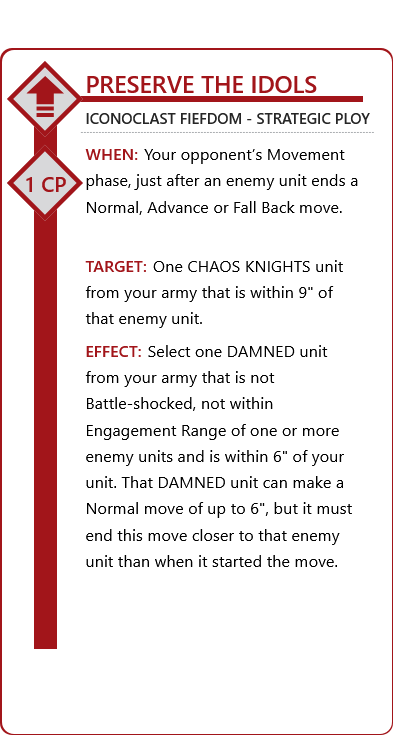 PRESERVE THE IDOLS
ICONOCLAST FIEFDOM - STRATEGIC PLOY
1 CP
WHEN: Your opponent’s Movement
phase, just after an enemy unit ends a
Normal, Advance or Fall Back move.
TARGET: One CHAOS KNIGHTS unit
from your army that is within 9" of
that enemy unit.
EFFECT: Select one DAMNED unit
from your army that is not
Battle-shocked, not within
Engagement Range of one or more
enemy units and is within 6" of your
unit. That DAMNED unit can make a
Normal move of up to 6", but it must
end this move closer to that enemy
unit than when it started the move.